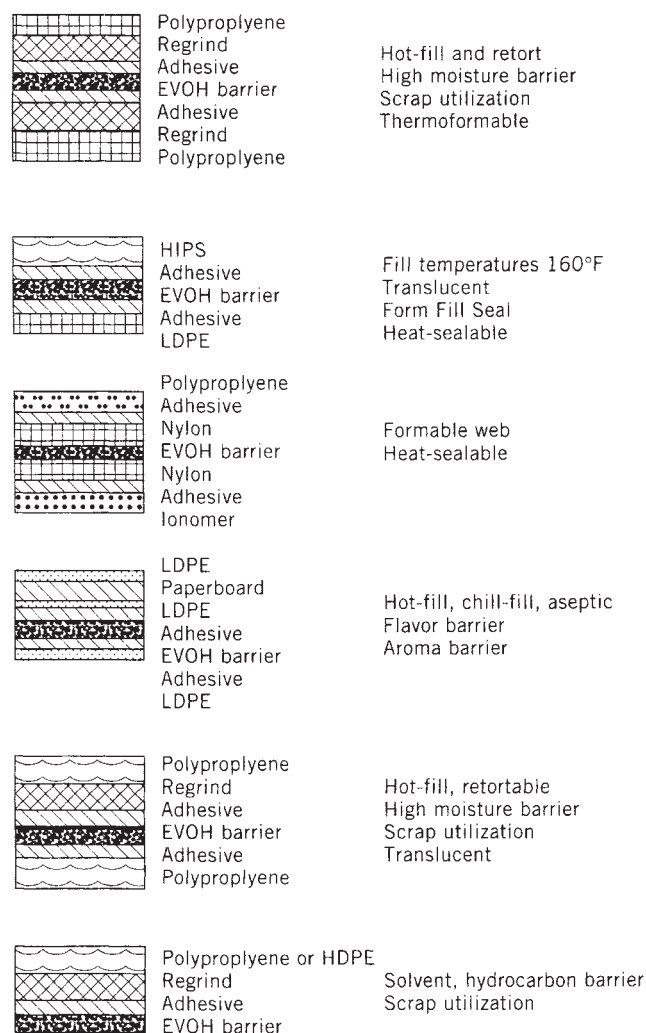 Polyproplyene
Regrind
Adhesive
EVOH barrier
Adhesive
Regrind
Polyproplyene
Hot-fill and retort
High moisture barrier
Scrap utilization
Thermoformable
HIPS
Adhesive
EVOH barrier
Adhesive
LDPE
Fill temperatures 160°F
Translucent
Form Fill Seal
Heat-sealable
Polyproplyene
Adhesive
Nylon
EVOH barrier
Nylon
Adhesive
Ionomer
Formable web
Heat-sealable
LDPE
Paperboard
LDPE
Adhesive
EVOH barrier
Adhesive
LDPE
Hot-fill, chill-fill, aseptic
Flavor barrier
Aroma barrier
Polyproplyene
Regrind
Adhesive
EVOH barrier
Adhesive
Polyproplyene
Hot-fill, retortable
High moisture barrier
Scrap utilization
Translucent
Polyproplyene or HDPE
Regrind
Adhesive
EVOH barrier
Solvent, hydrocarbon barrier
Scrap utilization